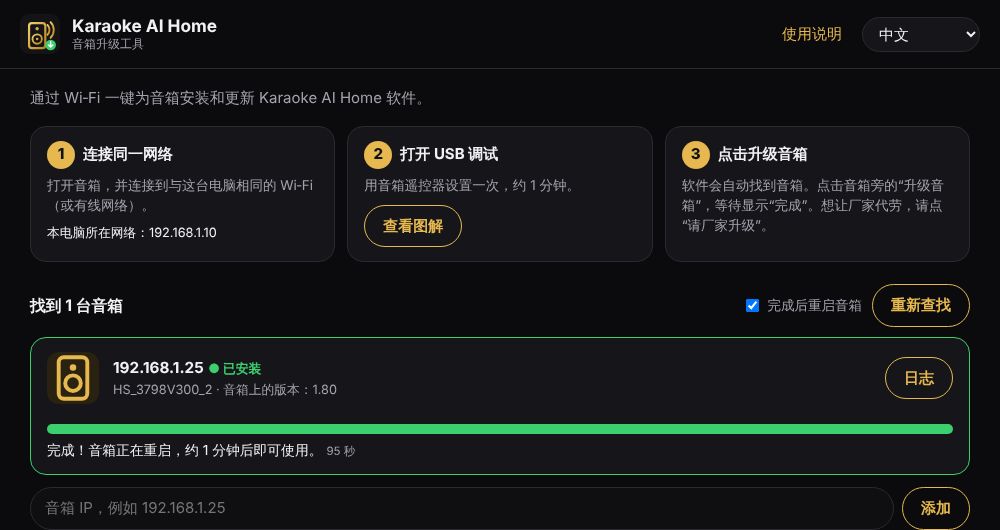 Karaoke AI Home
音箱升级工具
使用说明
中文
通过 Wi-Fi 一键为音箱安装和更新 Karaoke AI Home 软件。
1 连接同一网络
打开音箱，并连接到与这台电脑相同的 Wi-Fi
（或有线网络）。
本电脑所在网络：192.168.1.10
2 打开 USB 调试
用音箱遥控器设置一次，约 1 分钟。
查看图解
3 点击升级音箱
软件会自动找到音箱。点击音箱旁的“升级音
箱”，等待显示“完成”。想让厂家代劳，请点
“请厂家升级”。
找到 1 台音箱
完成后重启音箱
重新查找
192.168.1.25 已安装
HS_3798V300_2 · 音箱上的版本：1.80
日志
完成！音箱正在重启，约 1 分钟后即可使用。 95 秒
音箱 IP，例如 192.168.1.25
添加